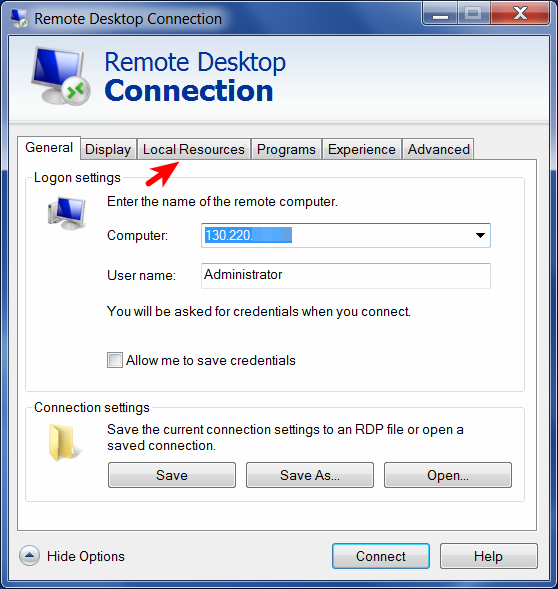 Remote Desktop Connection
Remote Desktop
Connection
General Display Local Resources Programs Experience Advanced
Logon settings
Enter the name of the remote computer.
Computer: 130.220.
User name: Administrator
You will be asked for credentials when you connect.
Allow me to save credentials
Connection settings
Save the current connection settings to an RDP file or open a
saved connection.
Save Save As... Open...
Hide Options Connect Help